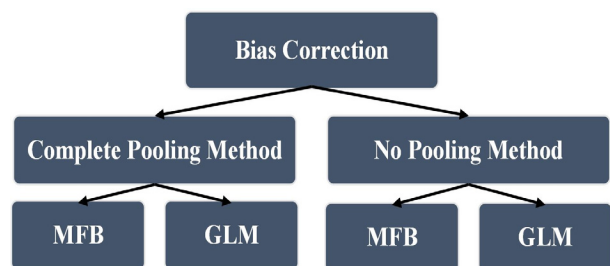 Bias Correction
Complete Pooling Method
No Pooling Method
MFB
GLM
MFB
GLM